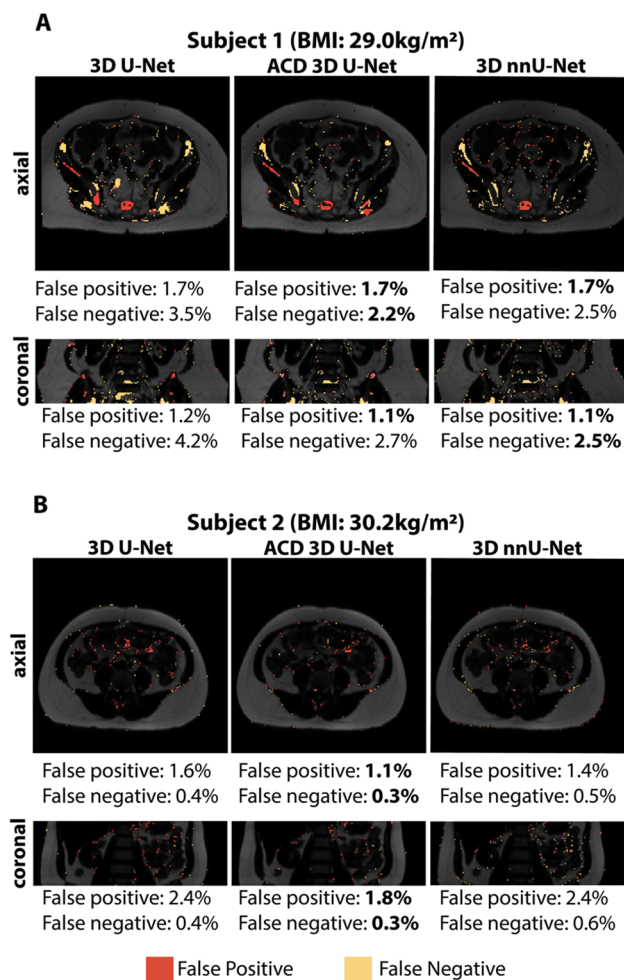 A
Subject 1 (BMI: 29.0kg/m²)
3D U-Net ACD 3D U-Net 3D nnU-Net
axial
False positive: 1.7% 1.7% False positive: 1.7%
False negative: 3.5% 2.2% False negative: 2.5%
coronal
False positive: 1.2% False positive: 1.1% False positive: 1.1%
False negative: 4.2% False negative: 2.7% False negative: 2.5%
B
Subject 2 (BMI: 30.2kg/m²)
3D U-Net ACD 3D U-Net 3D nnU-Net
axial
False positive: 1.6% False positive: 1.1% False positive: 1.4%
False negative: 0.4% False negative: 0.3% False negative: 0.5%
coronal
False positive: 2.4% False positive: 1.8% False positive: 2.4%
False negative: 0.4% False negative: 0.3% False negative: 0.6%
False Positive False Negative